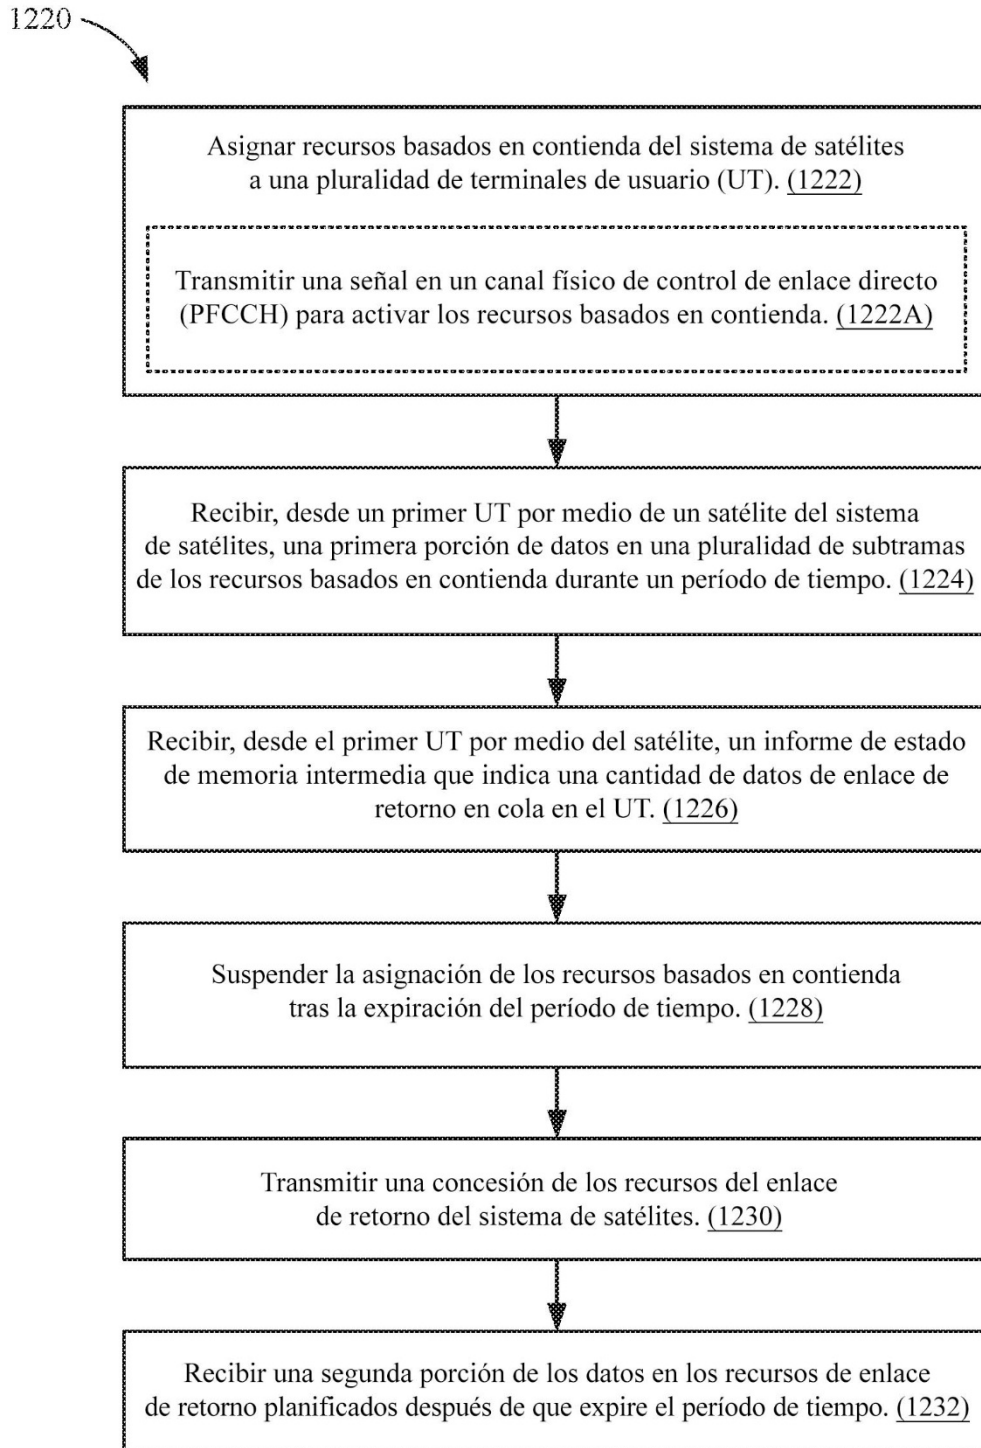 1220
Asignar recursos basados en contienda del sistema de satélites
a una pluralidad de terminales de usuario (UT). (1222)
Transmitir una señal en un canal físico de control de enlace directo
(PFCCH) para activar los recursos basados en contienda. (1222A)
Recibir, desde un primer UT por medio de un satélite del sistema
de satélites, una primera porción de datos en una pluralidad de subtramas
de los recursos basados en contienda durante un período de tiempo. (1224)
Recibir, desde el primer UT por medio del satélite, un informe de estado
de memoria intermedia que indica una cantidad de datos de enlace de
retorno en cola en el UT. (1226)
Suspender la asignación de los recursos basados en contienda
tras la expiración del período de tiempo. (1228)
Transmitir una concesión de los recursos del enlace
de retorno del sistema de satélites. (1230)
Recibir una segunda porción de los datos en los recursos de enlace
de retorno planificados después de que expire el período de tiempo. (1232)